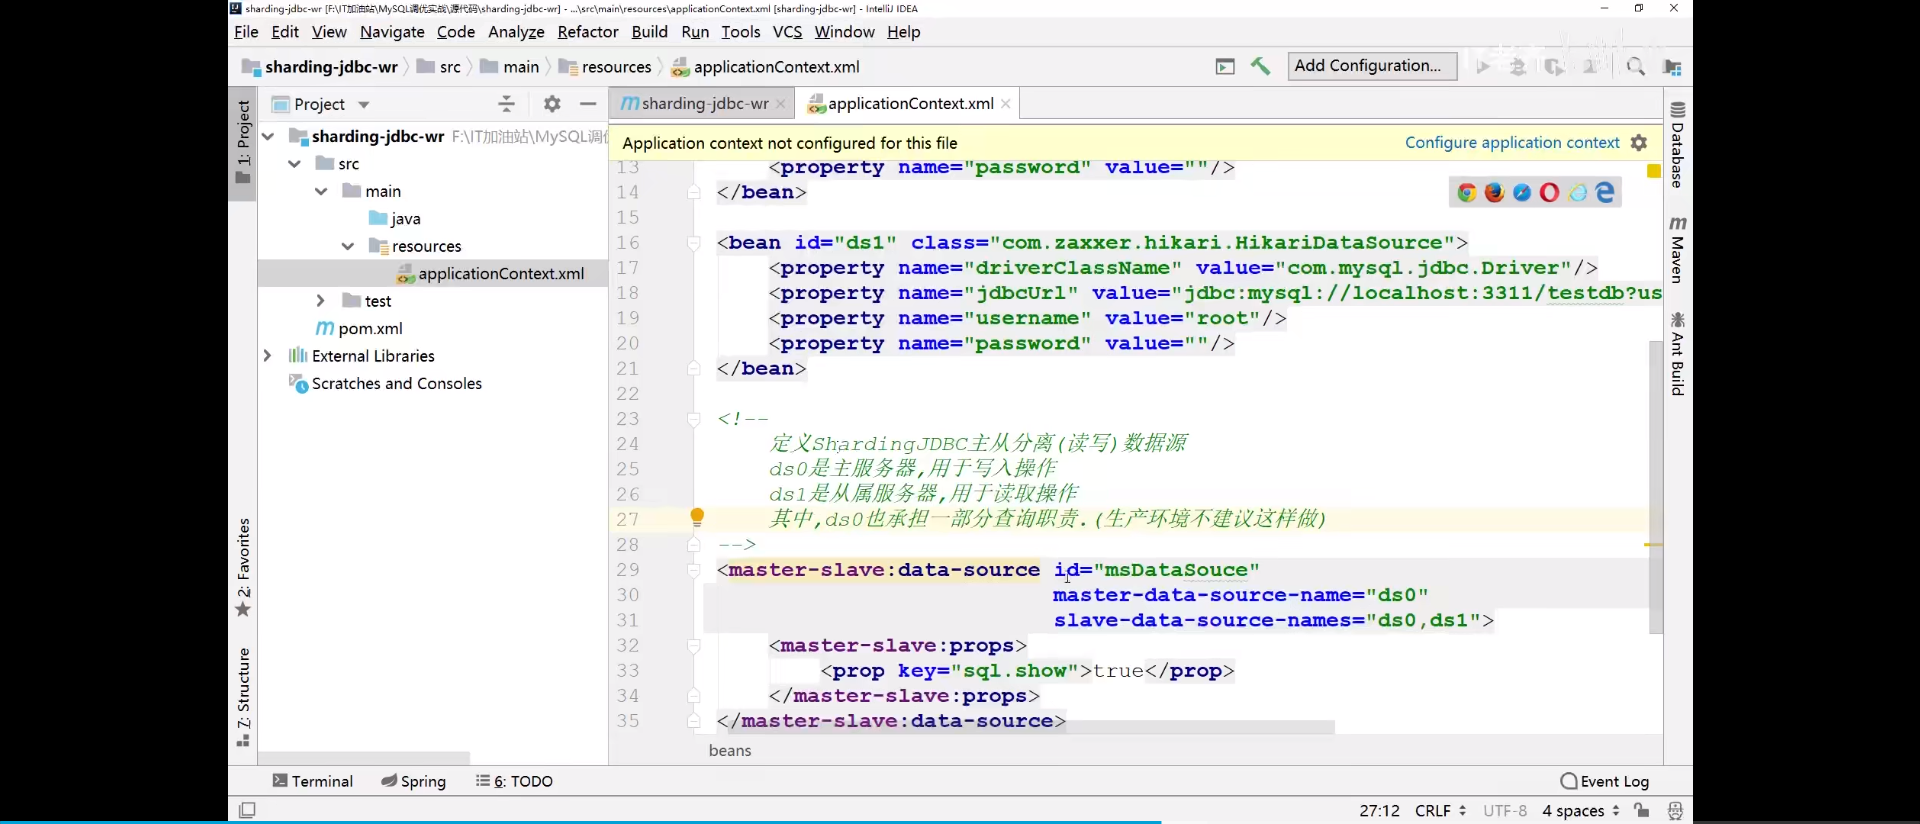 sharding-jdbc-wr [F:\IT加油站\MySQL调优实战\源代码\sharding-jdbc-wr] - ...\src\main\resources\applicationContext.xml [sharding-jdbc-wr] - IntelliJ IDEA
File Edit View Navigate Code Analyze Refactor Build Run Tools VCS Window Help
sharding-jdbc-wr src main resources applicationContext.xml Add Configuration...
1: Project
Project
sharding-jdbc-wr F:\IT加油站\MySQL调
src
main
java
resources
applicationContext.xml
test
pom.xml
External Libraries
Scratches and Consoles
2: Favorites
7: Structure
sharding-jdbc-wr applicationContext.xml
Application context not configured for this file Configure application context
13 <property name="password" value=""/>
14 </bean>
15
16 <bean id="ds1" class="com.zaxxer.hikari.HikariDataSource">
17 <property name="driverClassName" value="com.mysql.jdbc.Driver"/>
18 <property name="jdbcUrl" value="jdbc:mysql://localhost:3311/testdb?us
19 <property name="username" value="root"/>
20 <property name="password" value=""/>
21 </bean>
22
23 <!--
24 定义ShardingJDBC主从分离(读写)数据源
25 ds0是主服务器,用于写入操作
26 ds1是从属服务器,用于读取操作
27 其中,ds0也承担一部分查询职责.(生产环境不建议这样做)
28 -->
29 <master-slave:data-source id="msDataSouce"
30 master-data-source-name="ds0"
31 slave-data-source-names="ds0,ds1">
32 <master-slave:props>
33 <prop key="sql.show">true</prop>
34 </master-slave:props>
35 </master-slave:data-source>
beans
Database
Maven
Ant Build
Terminal Spring 6: TODO Event Log
27:12 CRLF UTF-8 4 spaces